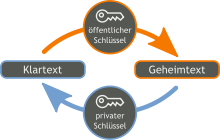 öffentlicher
Schlüssel
Klartext
Geheimtext
privater
Schlüssel